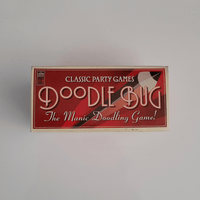 CLASSIC PARTY GAMES
DOODLE BUG
The Manic Doodling Game!